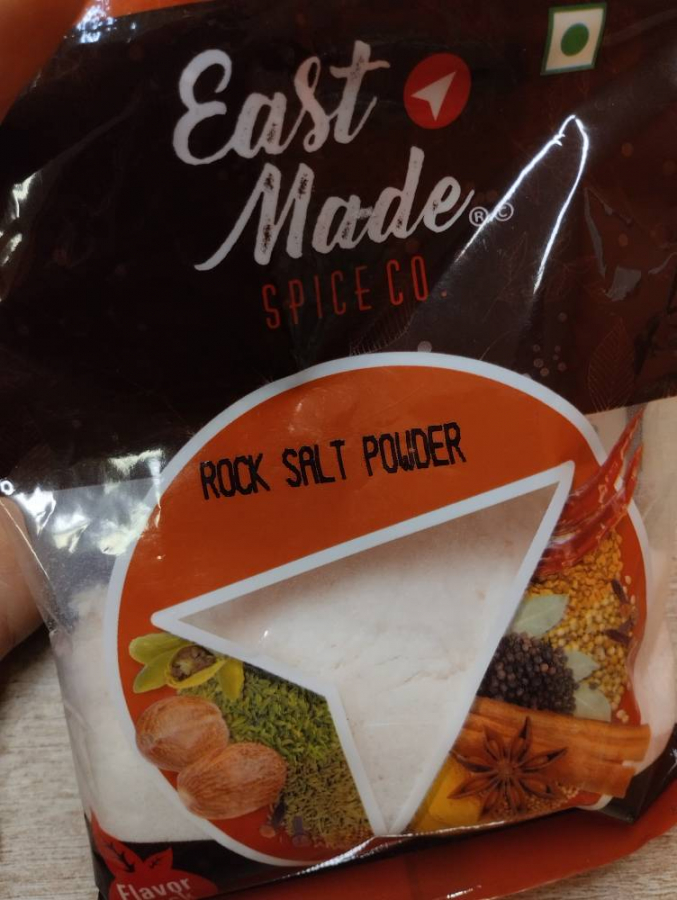 East
Made
® ©
SPICE CO.
ROCK SALT POWDER
Flavor